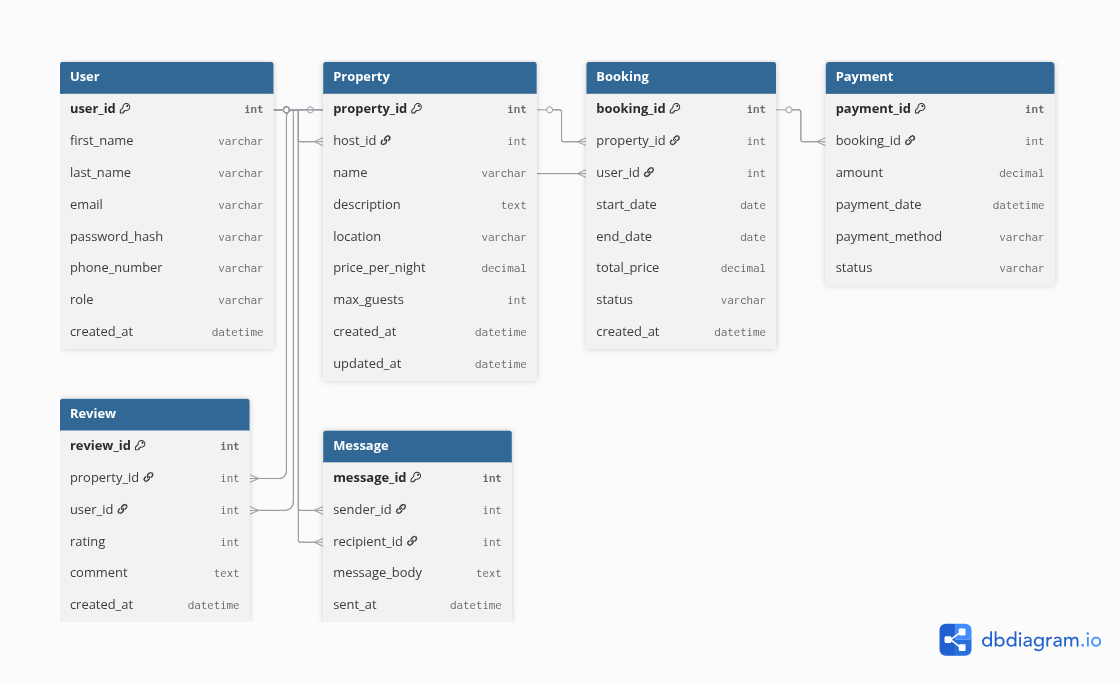 User
user_id int
first_name varchar
last_name varchar
email varchar
password_hash varchar
phone_number varchar
role varchar
created_at datetime
Property
property_id int
host_id int
name varchar
description text
location varchar
price_per_night decimal
max_guests int
created_at datetime
updated_at datetime
Booking
booking_id int
property_id int
user_id int
start_date date
end_date date
total_price decimal
status varchar
created_at datetime
Payment
payment_id int
booking_id int
amount decimal
payment_date datetime
payment_method varchar
status varchar
Review
review_id int
property_id int
user_id int
rating int
comment text
created_at datetime
Message
message_id int
sender_id int
recipient_id int
message_body text
sent_at datetime
dbdiagram.io